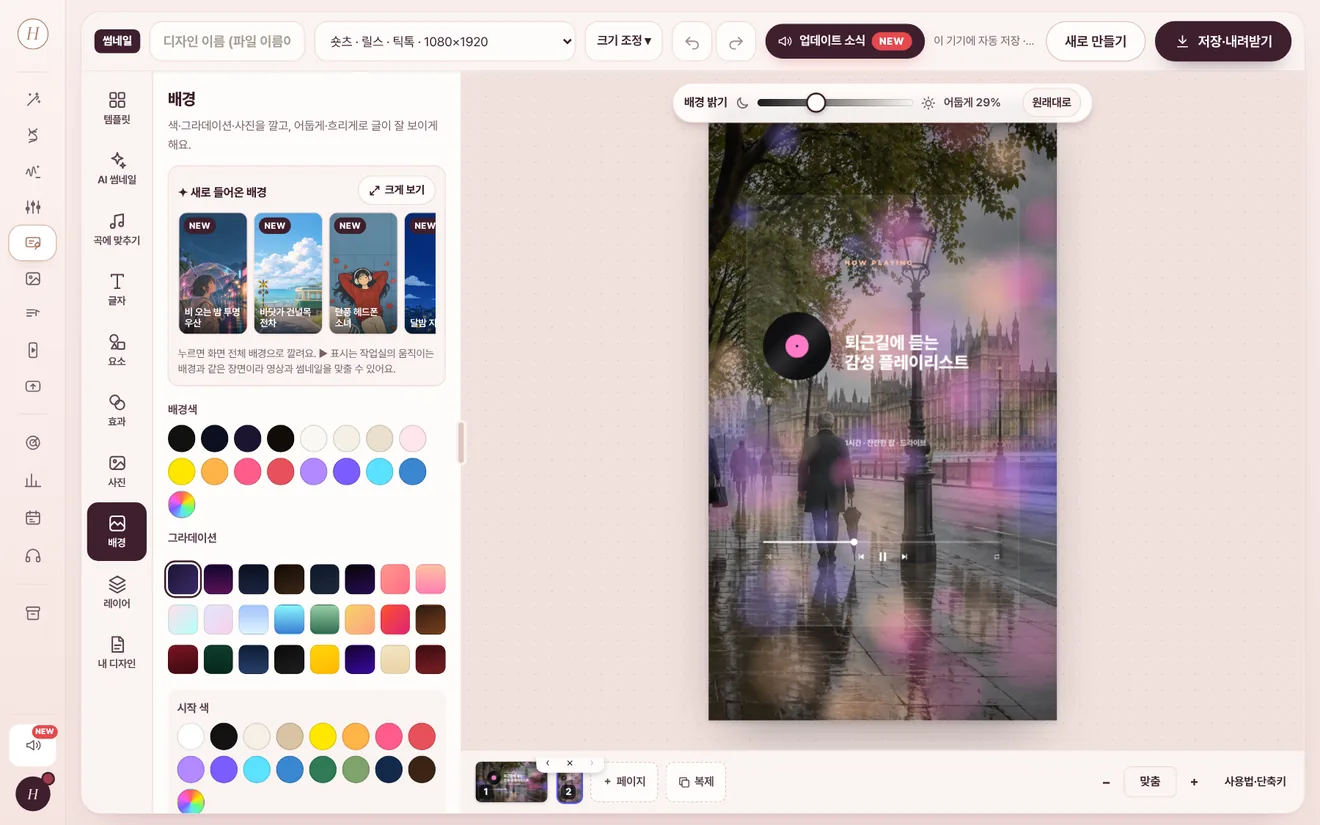 H
썸네일
디자인 이름 (파일 이름이
숏츠 · 릴스 · 틱톡 · 1080×1920
크기 조정 ▾
업데이트 소식 NEW
이 기기에 자동 저장 ·...
새로 만들기
저장·내려받기
템플릿
AI 썸네일
곡에 맞추기
글자
요소
효과
사진
배경
레이어
내 디자인
NEW
H
배경
색·그라데이션·사진을 깔고, 어둡게·흐리게로 글이 잘 보이게
해요.
✦ 새로 들어온 배경
크게 보기
NEW
비 오는 밤 투명
우산
NEW
바닷가 건널목
전차
NEW
단풍 헤드폰
소녀
NEW
달밤 지
누르면 화면 전체 배경으로 깔려요. ▶ 표시는 작업실의 움직이는
배경과 같은 장면이라 영상과 썸네일을 맞출 수 있어요.
배경색
그라데이션
시작 색
배경 밝기
어둡게 29%
원래대로
NOW PLAYING
퇴근길에 듣는
감성 플레이리스트
1시간 · 잔잔한 팝 · 드라이브
1
2
+ 페이지
복제
맞춤
사용법·단축키